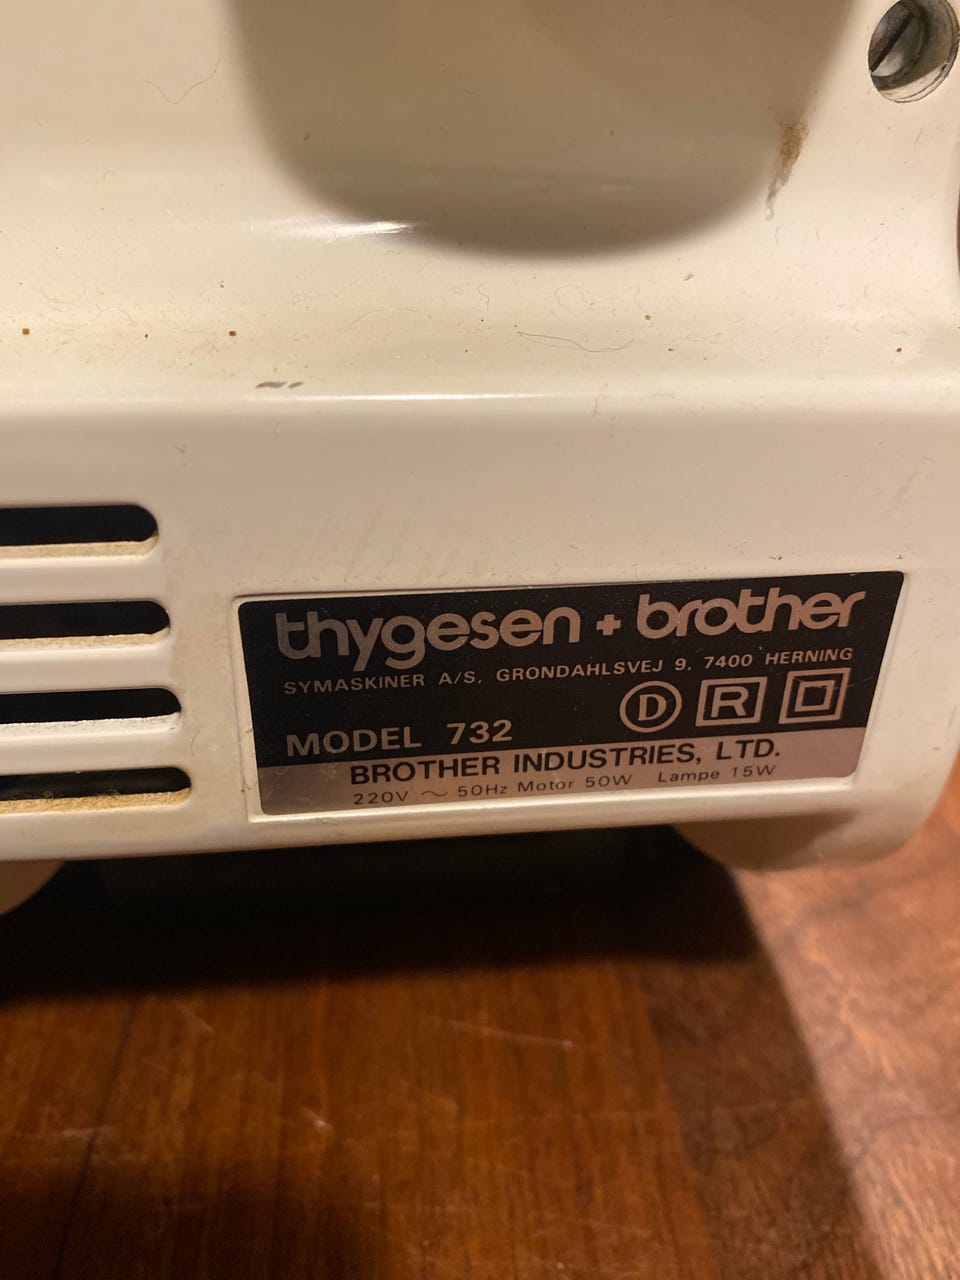 thygesen + brother
SYMASKINER A/S, GRONDAHLSVEJ 9, 7400 HERNING
MODEL 732 D R
BROTHER INDUSTRIES, LTD.
220V ~ 50Hz Motor 50W Lampe 15W